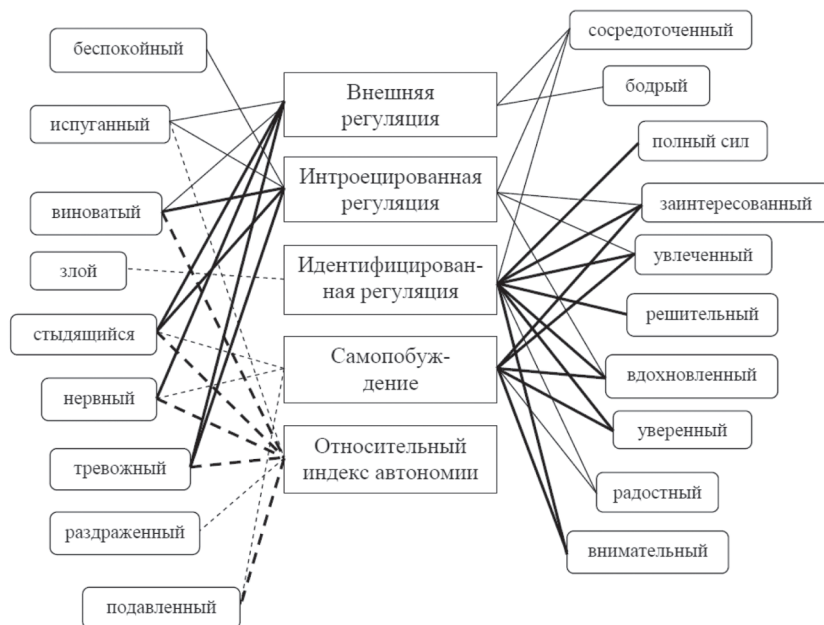 беспокойный
испуганный
виноватый
злой
стыдящийся
нервный
тревожный
раздраженный
подавленный
Внешняя
регуляция
Интроецированная
регуляция
Идентифицирован-
ная регуляция
Самопобуж-
дение
Относительный
индекс автономии
сосредоточенный
бодрый
полный сил
заинтересованный
увлеченный
решительный
вдохновленный
уверенный
радостный
внимательный